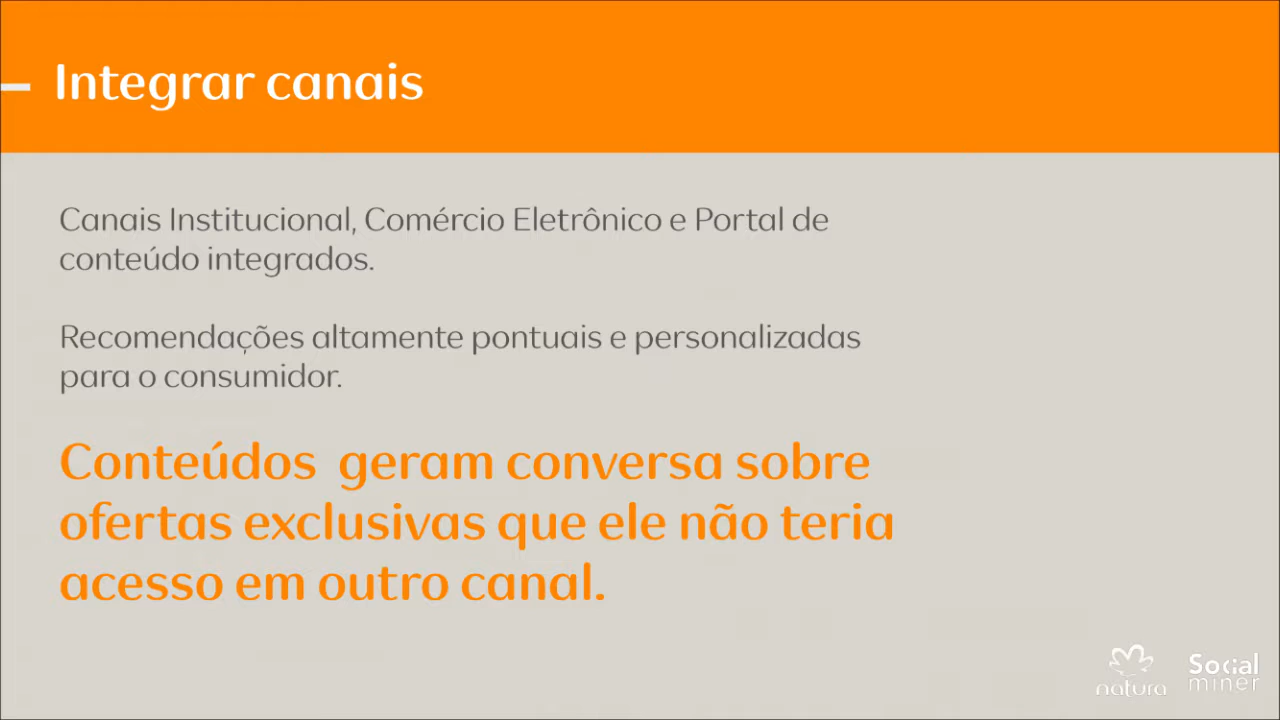 Integrar canais
Canais Institucional, Comércio Eletrônico e Portal de
conteúdo integrados.
Recomendações altamente pontuais e personalizadas
para o consumidor.
Conteúdos  geram conversa sobre
ofertas exclusivas que ele não teria
acesso em outro canal.
natura
Social
miner